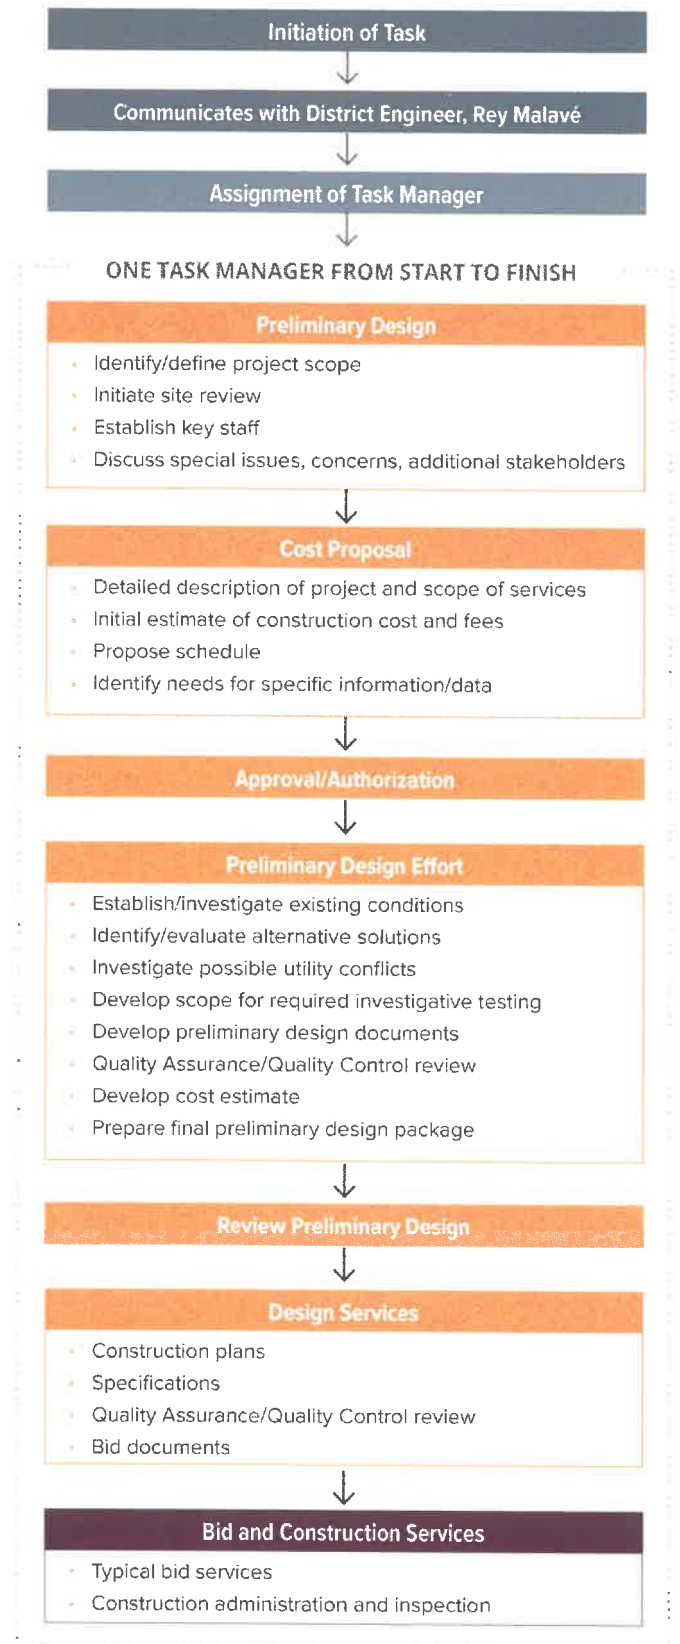 Initiation of Task
Communicates with District Engineer, Rey Malavé
Assignment of Task Manager
ONE TASK MANAGER FROM START TO FINISH
Preliminary Design
Identify/define project scope
Initiate site review
Establish key staff
Discuss special issues, concerns, additional stakeholders
Cost Proposal
Detailed description of project and scope of services
Initial estimate of construction cost and fees
Propose schedule
Identify needs for specific information/data
Approval/Authorization
Preliminary Design Effort
Establish/investigate existing conditions
Identify/evaluate alternative solutions
Investigate possible utility conflicts
Develop scope for required investigative testing
Develop preliminary design documents
Quality Assurance/Quality Control review
Develop cost estimate
Prepare final preliminary design package
Review Preliminary Design
Design Services
Construction plans
Specifications
Quality Assurance/Quality Control review
Bid documents
Bid and Construction Services
Typical bid services
Construction administration and inspection